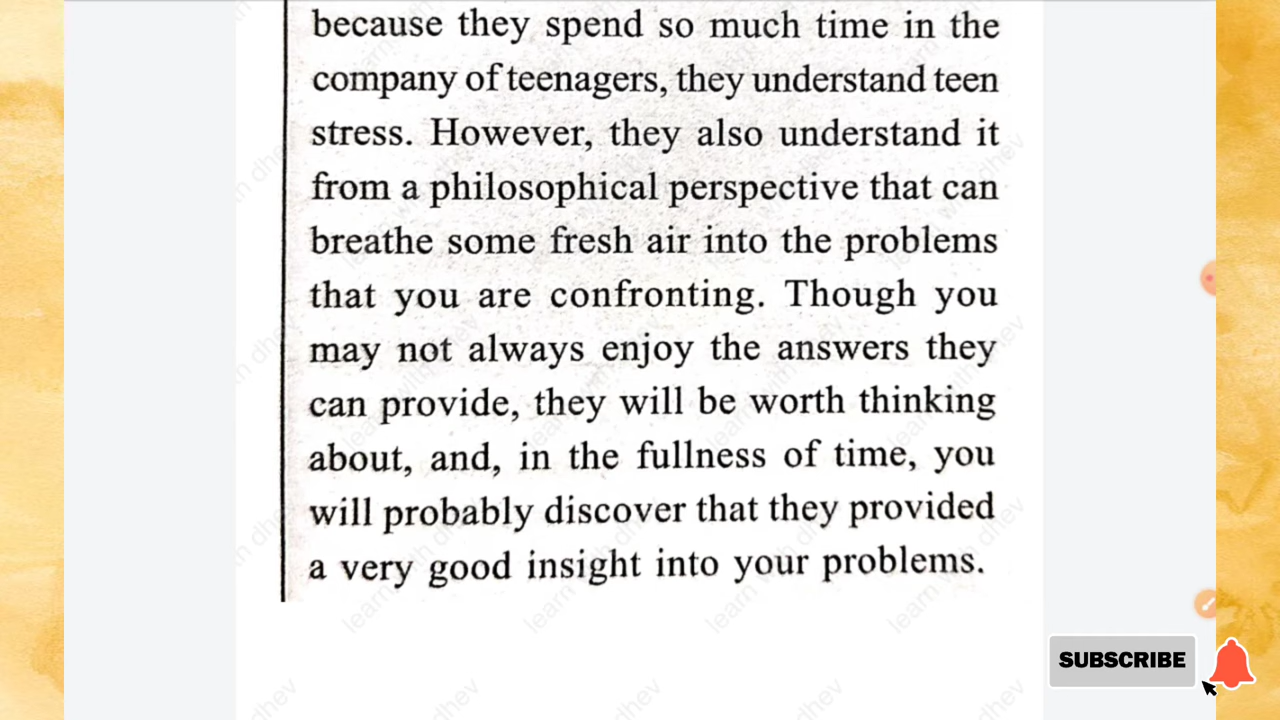 because they spend so much time in the
company of teenagers, they understand teen
stress. However, they also understand it
from a philosophical perspective that can
breathe some fresh air into the problems
that you are confronting. Though you
may not always enjoy the answers they
can provide, they will be worth thinking
about, and, in the fullness of time, you
will probably discover that they provided
a very good insight into your problems.
SUBSCRIBE